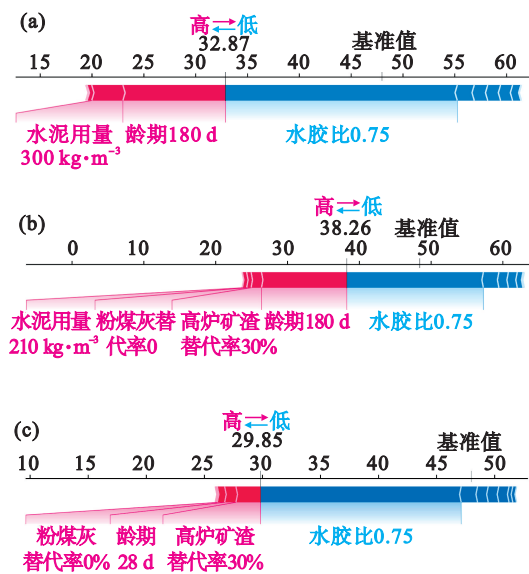 (a)
高 低
32.87
基准值
15 20 25 30 35 40 45 50 55 60
水泥用量 龄期180 d 水胶比0.75
300 kg·m⁻³
(b)
高 低
38.26
基准值
0 10 20 30 40 50 60
水泥用量 粉煤灰替 高炉矿渣 龄期180 d 水胶比0.75
210 kg·m⁻³ 代率0 替代率30%
(c)
高 低
29.85
基准值
10 15 20 25 30 35 40 45 50
粉煤灰 龄期 高炉矿渣 水胶比0.75
替代率0% 28 d 替代率30%